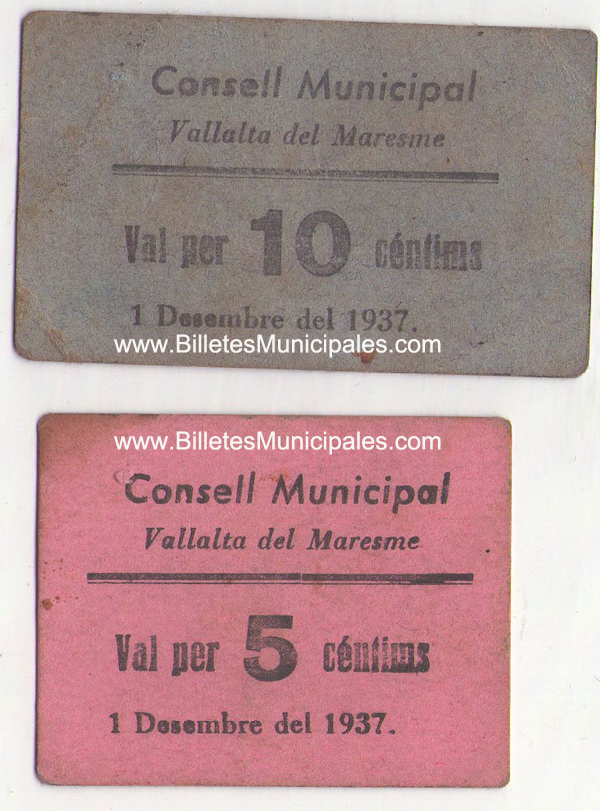 Consell Municipal
Vallalta del Maresme
Val per 10 céntims
1 Desembre del 1937.
www.BilletesMunicipales.com
www.BilletesMunicipales.com
Consell Municipal
Vallalta del Maresme
Val per 5 céntims
1 Desembre del 1937.